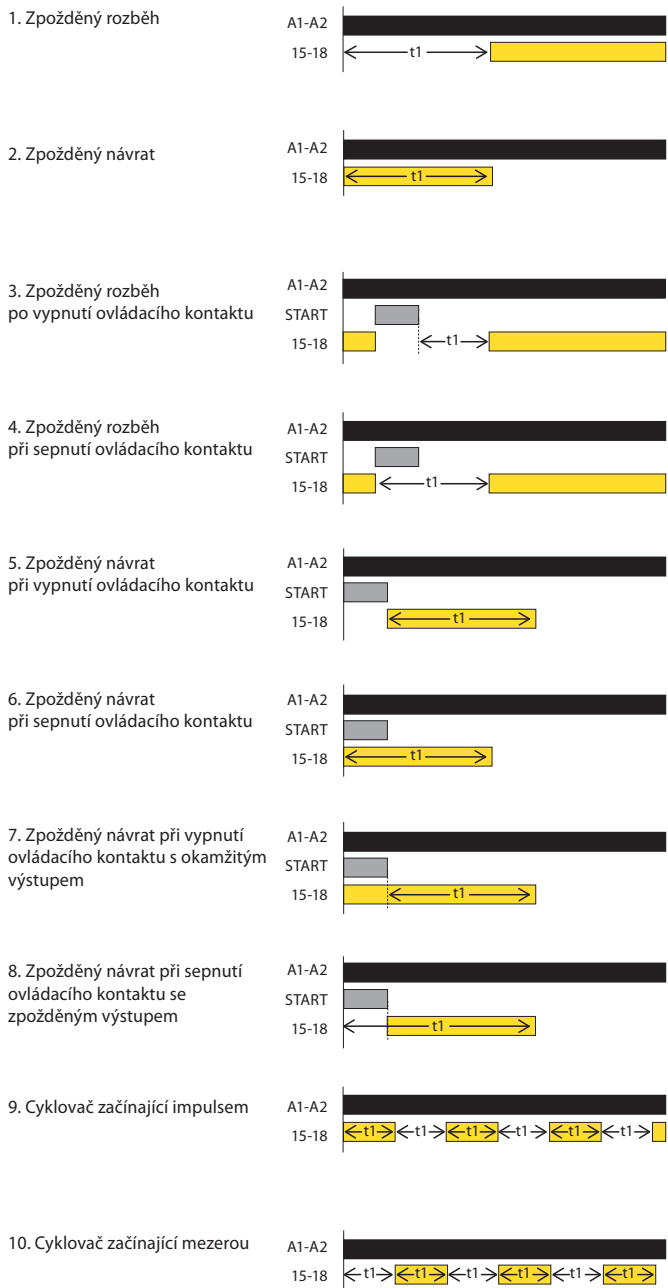 1. Zpožděný rozběh
A1-A2
15-18
t1
2. Zpožděný návrat
A1-A2
15-18
t1
3. Zpožděný rozběh
po vypnutí ovládacího kontaktu
A1-A2
START
15-18
t1
4. Zpožděný rozběh
při sepnutí ovládacího kontaktu
A1-A2
START
15-18
t1
5. Zpožděný návrat
při vypnutí ovládacího kontaktu
A1-A2
START
15-18
t1
6. Zpožděný návrat
při sepnutí ovládacího kontaktu
A1-A2
START
15-18
t1
7. Zpožděný návrat při vypnutí
ovládacího kontaktu s okamžitým
výstupem
A1-A2
START
15-18
t1
8. Zpožděný návrat při sepnutí
ovládacího kontaktu se
zpožděným výstupem
A1-A2
START
15-18
t1
9. Cyklovač začínající impulsem
A1-A2
15-18
t1 t1 t1 t1 t1 t1
10. Cyklovač začínající mezerou
A1-A2
15-18
t1 t1 t1 t1 t1 t1